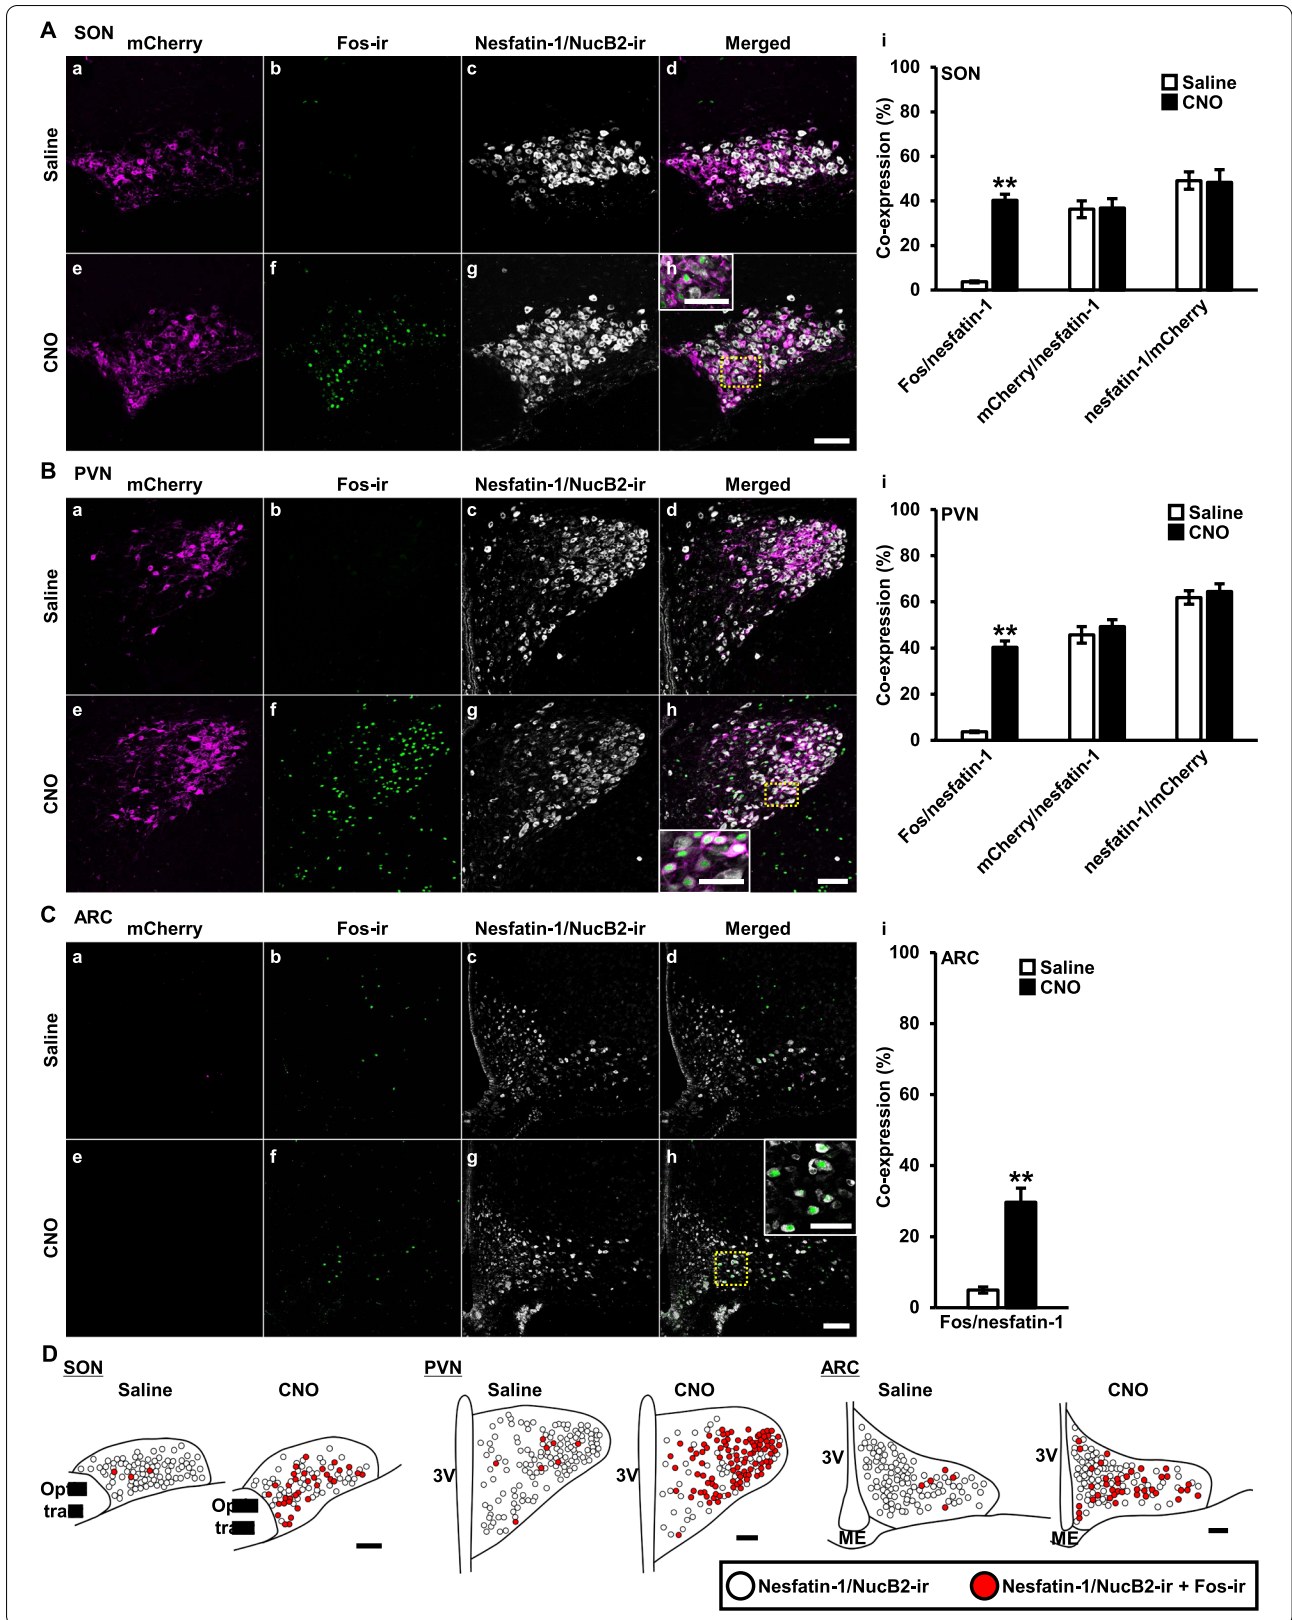 A SON
mCherry Fos-ir Nesfatin-1/NucB2-ir Merged
a b c d
Saline
e f g h
CNO
i
SON
Saline
CNO
Co-expression (%)
100
80
60
40
20
0
**
Fos/nesfatin-1
mCherry/nesfatin-1
nesfatin-1/mCherry
B PVN
mCherry Fos-ir Nesfatin-1/NucB2-ir Merged
a b c d
Saline
e f g h
CNO
i
PVN
Saline
CNO
Co-expression (%)
100
80
60
40
20
0
**
Fos/nesfatin-1
mCherry/nesfatin-1
nesfatin-1/mCherry
C ARC
mCherry Fos-ir Nesfatin-1/NucB2-ir Merged
a b c d
Saline
e f g h
CNO
i
ARC
Saline
CNO
Co-expression (%)
100
80
60
40
20
0
**
Fos/nesfatin-1
D SON
Saline CNO
PVN
Saline CNO
3V 3V
ARC
Saline CNO
3V 3V
ME ME
Nesfatin-1/NucB2-ir Nesfatin-1/NucB2-ir + Fos-ir